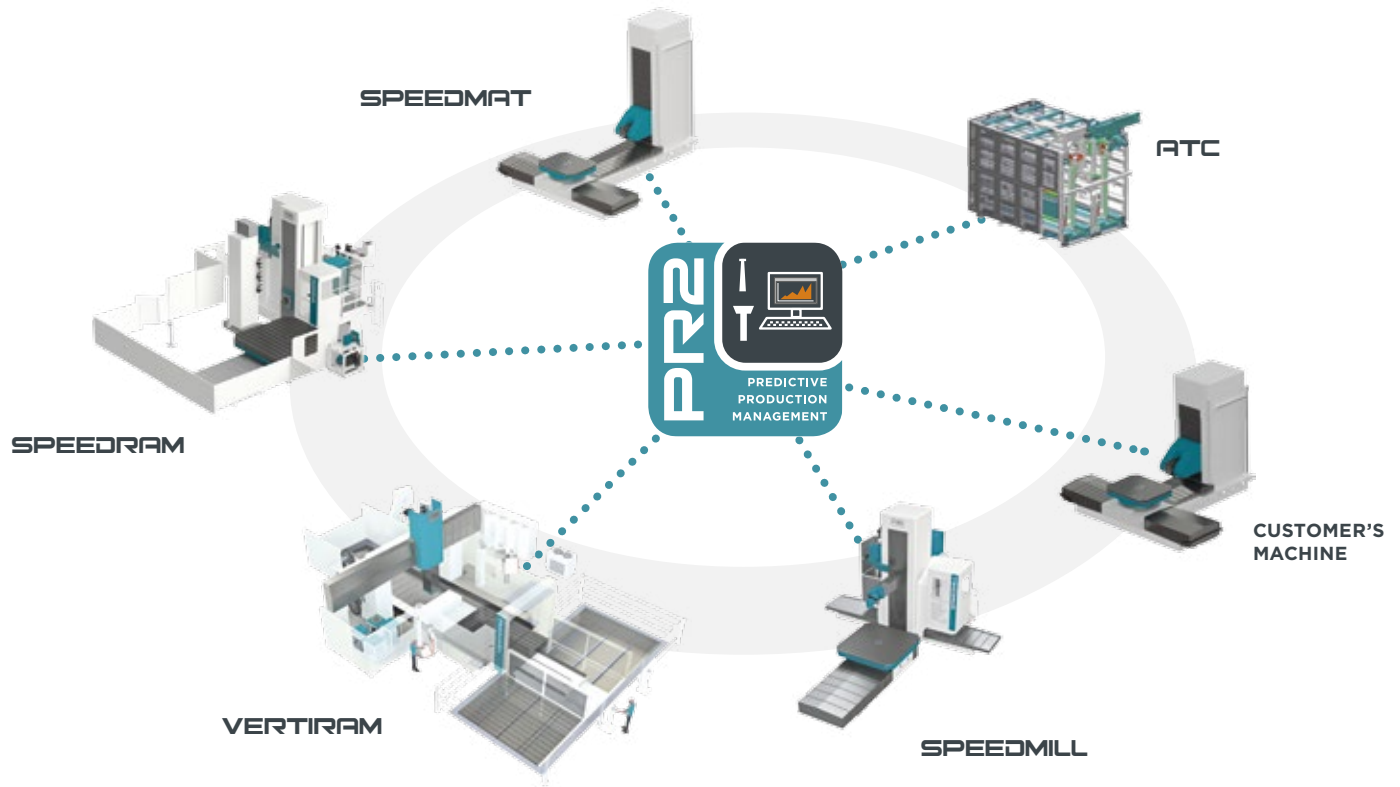 SPEEDMAT
ATC
PR2
PREDICTIVE
PRODUCTION
MANAGEMENT
SPEEDRAM
CUSTOMER'S
MACHINE
VERTIRAM
SPEEDMILL